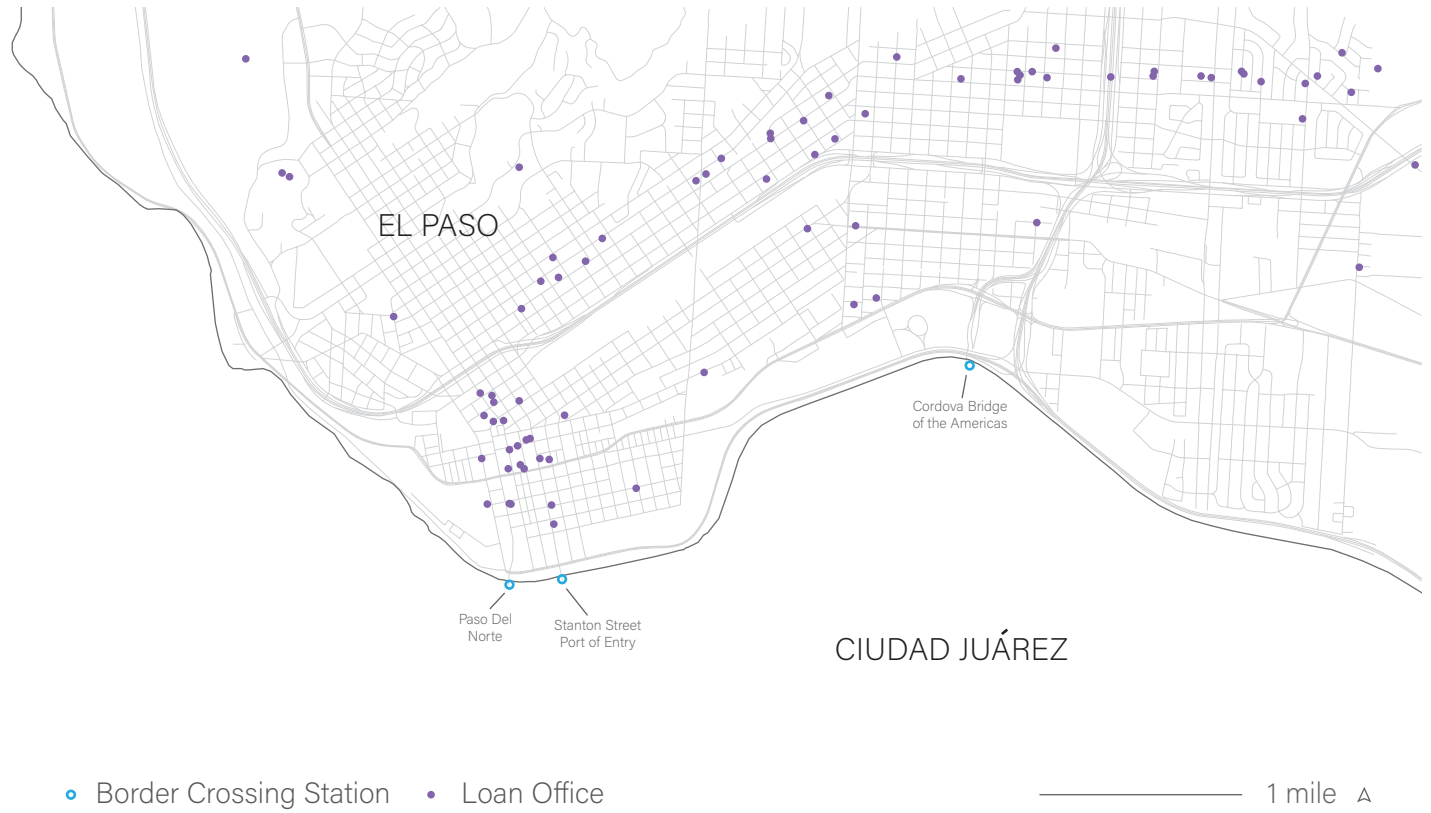 EL PASO
Cordova Bridge
of the Americas
Paso Del
Norte
Stanton Street
Port of Entry
CIUDAD JUÁREZ
Border Crossing Station
Loan Office
1 mile